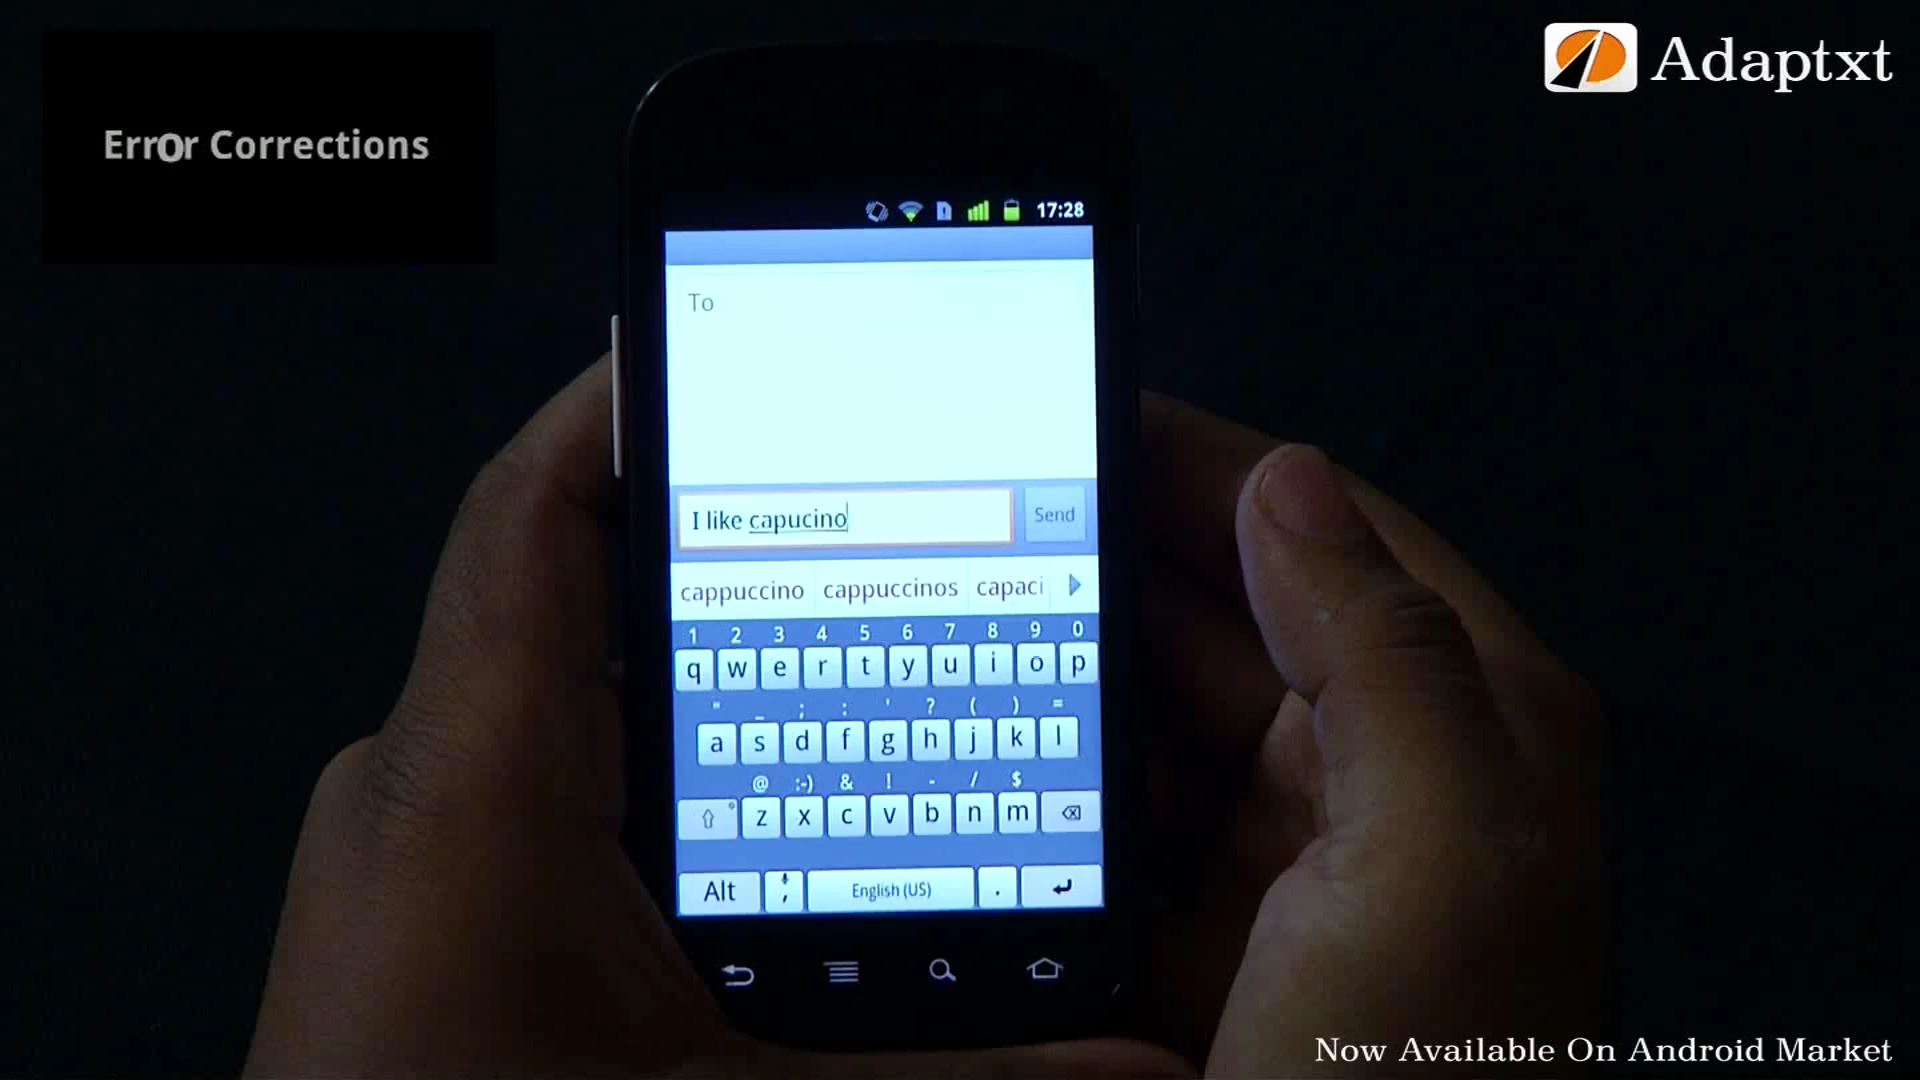 Adaptxt
Error Corrections
17:28
To
I like capucino
Send
cappuccino cappuccinos capaci
1 2 3 4 5 6 7 8 9 0
q w e r t y u i o p
" _ ; : ' ? ( ) =
a s d f g h j k l
@ :-) & ! - / $
z x c v b n m
Alt , English (US) .
Now Available On Android Market